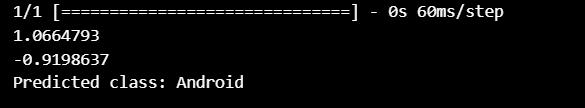 1/1 [==============================] - 0s 60ms/step
1.0664793
-0.9198637
Predicted class: Android